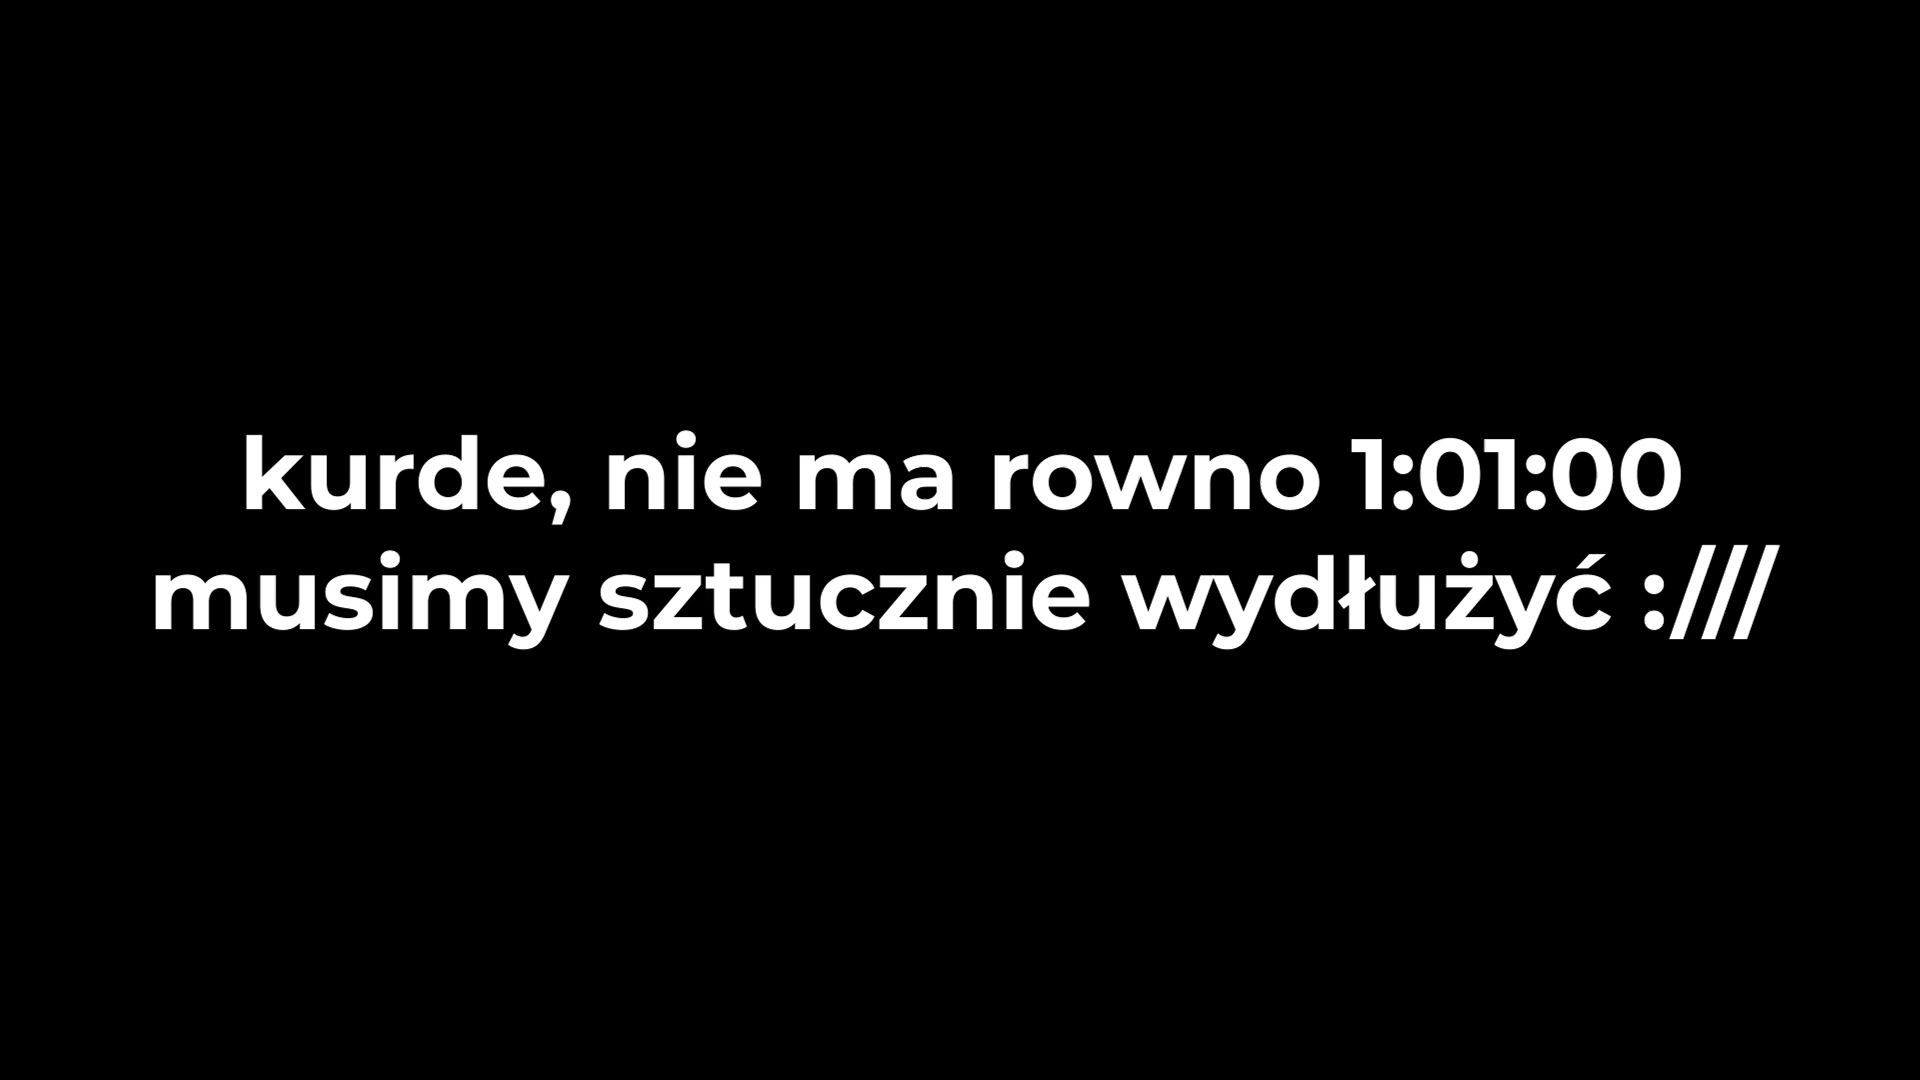 kurde, nie ma rowno 1:01:00
musimy sztucznie wydłużyć :///